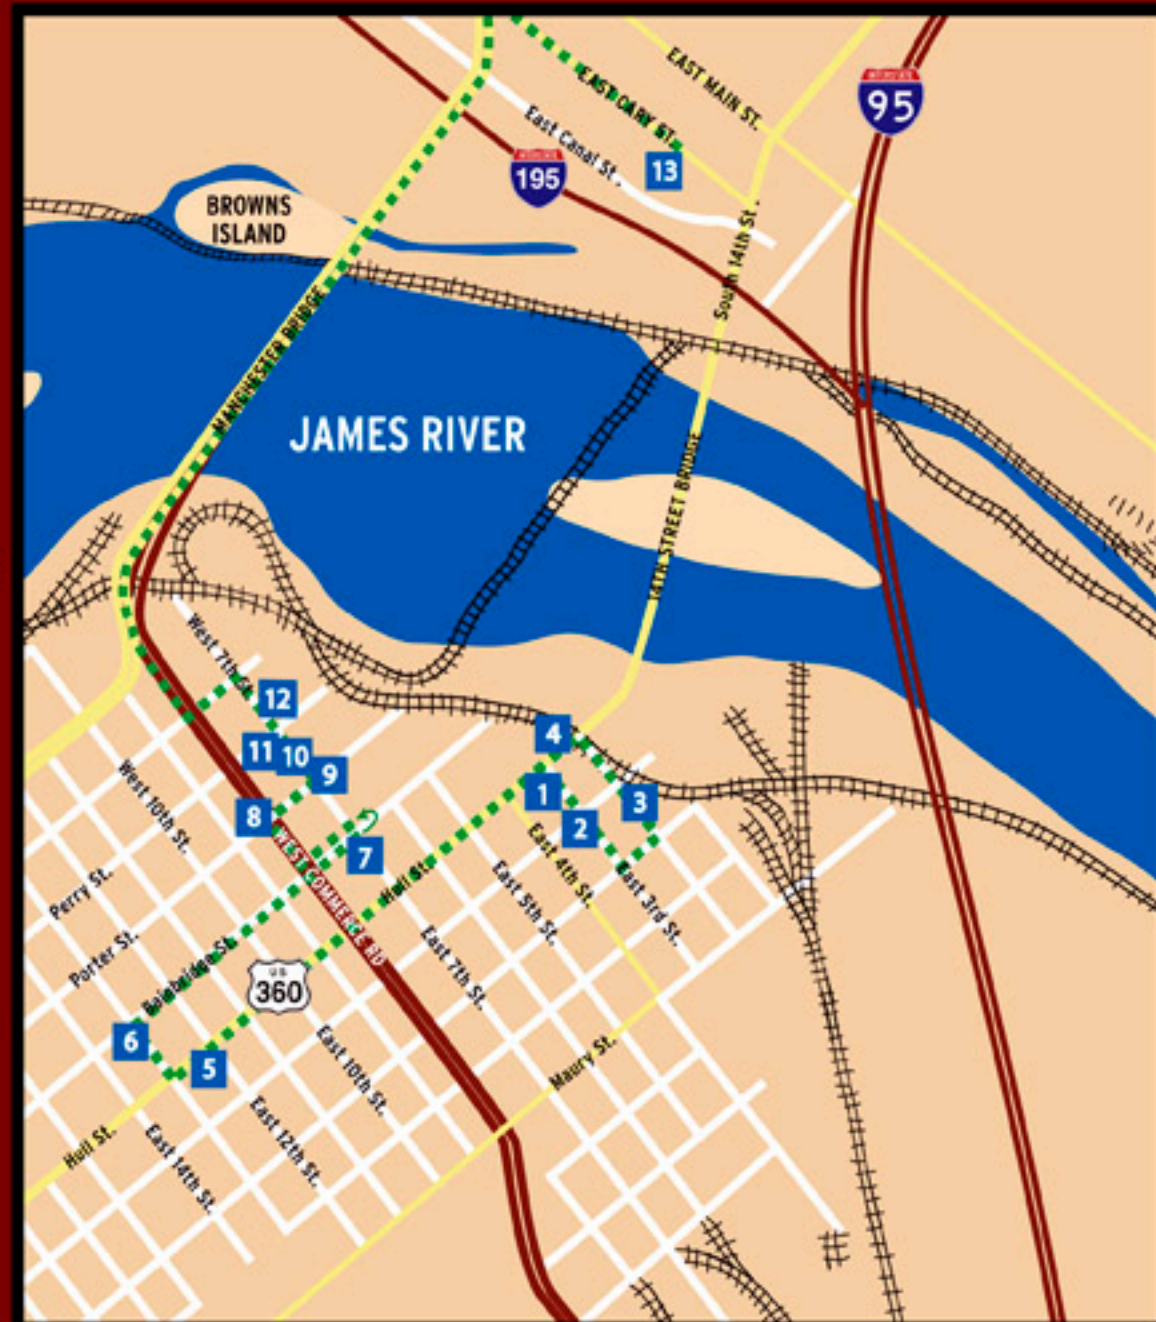 EAST MAIN ST.
EAST CARY ST.
East Canal St.
INTERSTATE
95
195
13
BROWNS
ISLAND
South 14th St.
MANCHESTER BRIDGE
JAMES RIVER
14TH STREET BRIDGE
West 7th St.
12
11
10
9
8
7
4
1
2
3
West 10th St.
WEST COMMERCE RD
Hull St.
East 4th St.
East 3rd St.
East 5th St.
East 7th St.
Perry St.
Porter St.
Bainbridge St.
US
360
6
5
East 10th St.
Maury St.
East 12th St.
East 14th St.
Hull St.